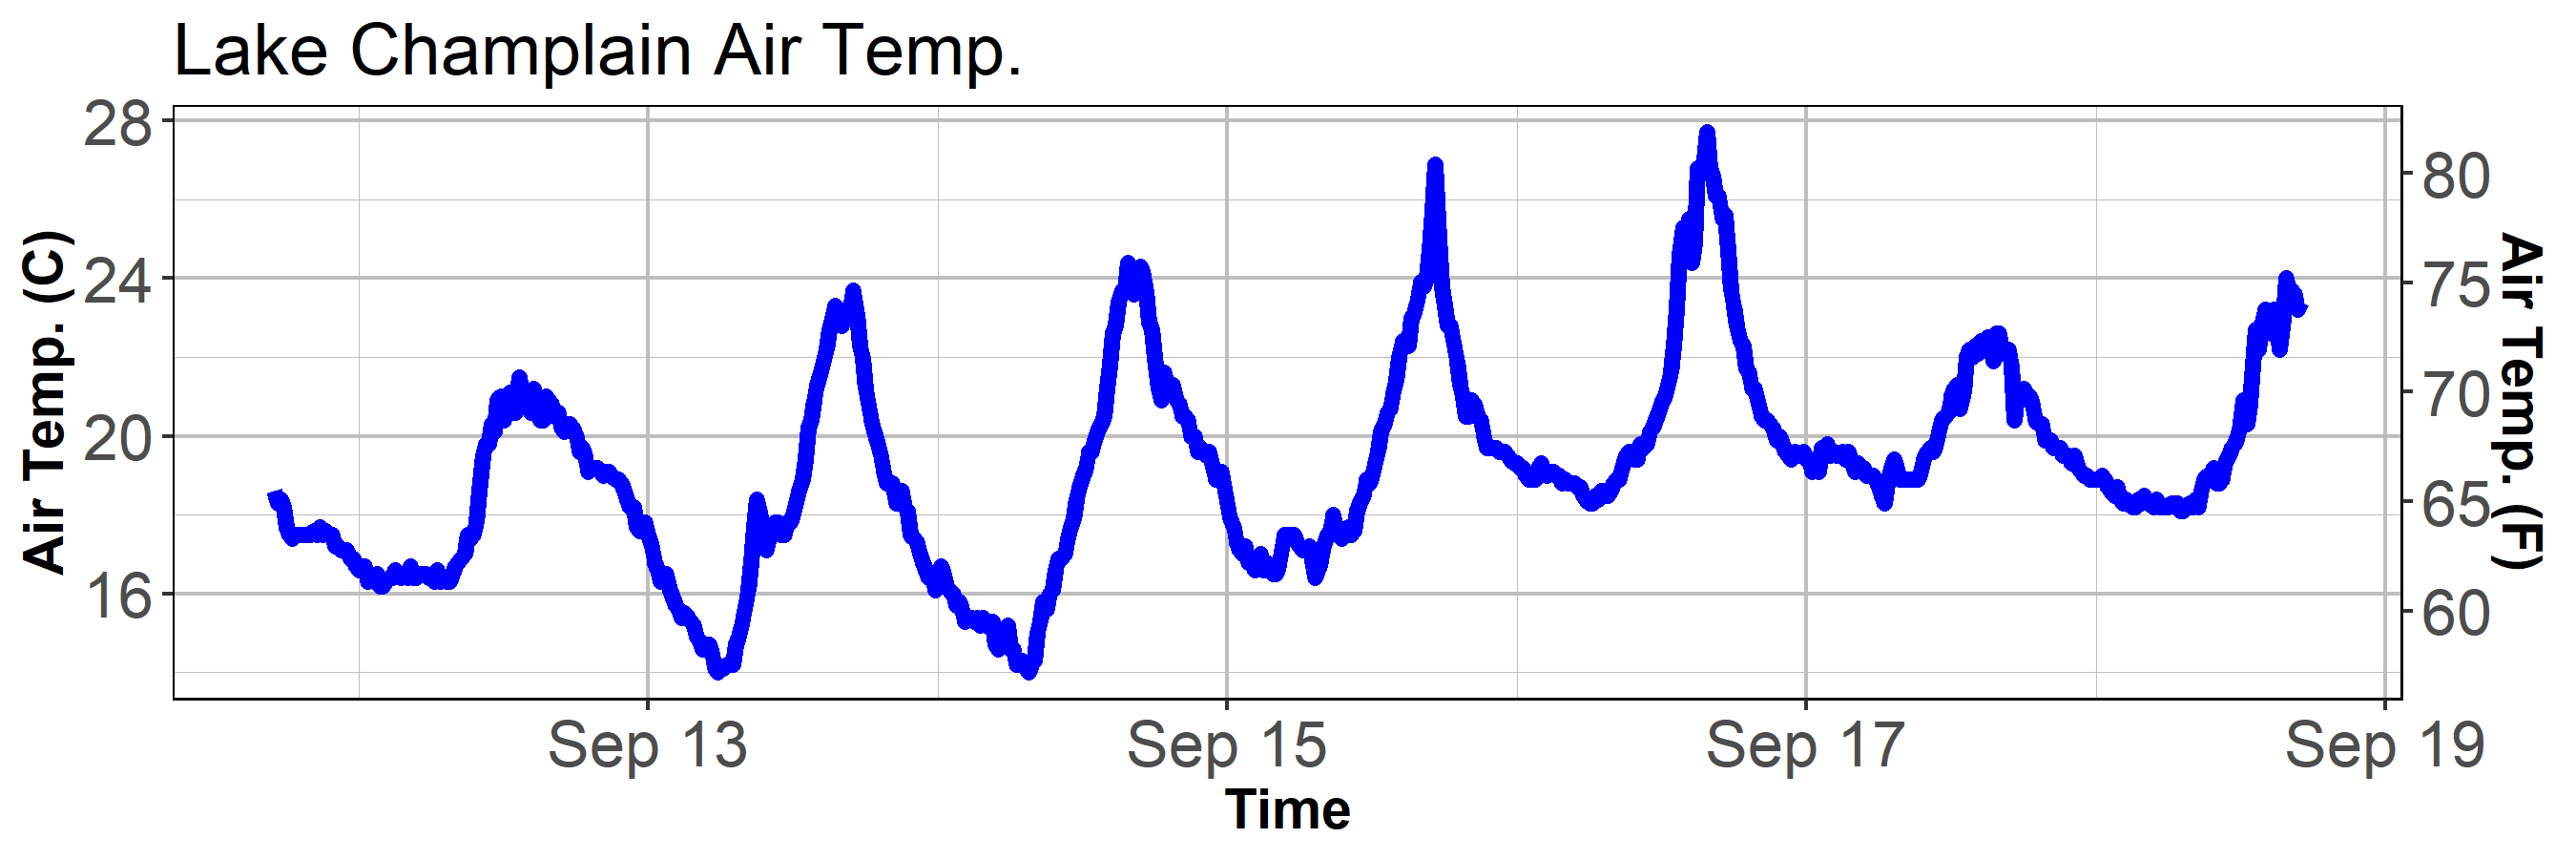 Lake Champlain Air Temp.
Air Temp. (C)
28
24
20
16
80
75
70
65
60
Air Temp. (F)
Sep 13 Sep 15 Sep 17 Sep 19
Time